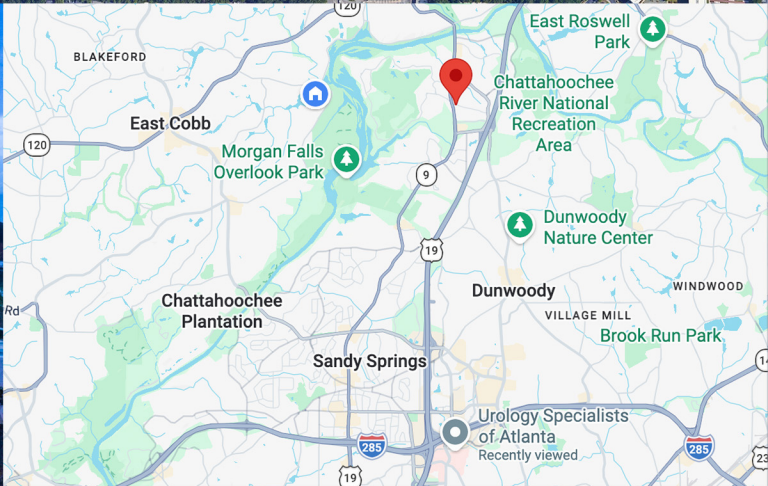 120
East Roswell
Park
BLAKEFORD
Chattahoochee
River National
Recreation
Area
East Cobb
120
Morgan Falls
Overlook Park
9
Dunwoody
Nature Center
19
Dunwoody
WINDWOOD
Chattahoochee
Plantation
Rd
VILLAGE MILL
Brook Run Park
Sandy Springs
Urology Specialists
of Atlanta
Recently viewed
285
285
19
23